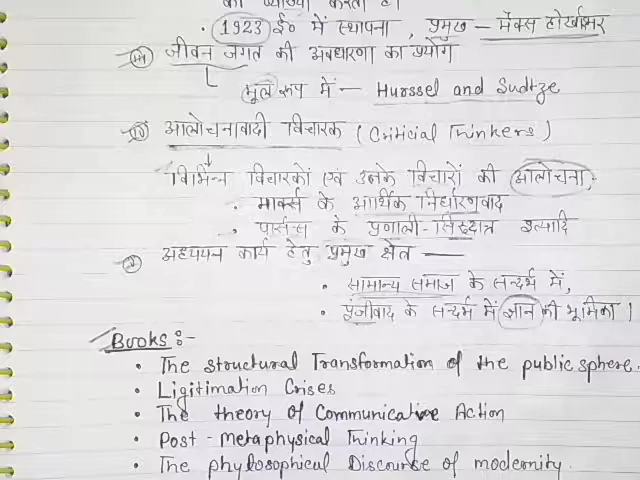 की व्याख्या करता है।
• 1923 ई० में स्थापना, प्रमुख – मैक्स होर्खाइमर
जीवन जगत की अवधारणा का प्रयोग
मूल रूप में – Hurssel and Sudtze
आलोचनावादी विचारक (Criticial Thinkers)
विभिन्न विचारकों एवं उनके विचारों की आलोचना,
• मार्क्स के आर्थिक निर्धारणवाद
• पार्सन्स के प्रणाली-सिद्धान्त इत्यादि
अध्ययन कार्य हेतु प्रमुख क्षेत्र —
• सामान्य समाज के सन्दर्भ में,
• पूंजीवाद के सन्दर्भ में ज्ञान की भूमिका।
Books :-
• The structural Transformation of the public sphere.
• Ligitimation Crises
• The theory of Communicative Action
• Post - Metaphysical Thinking
• The phylosophical Discourse of modernity.